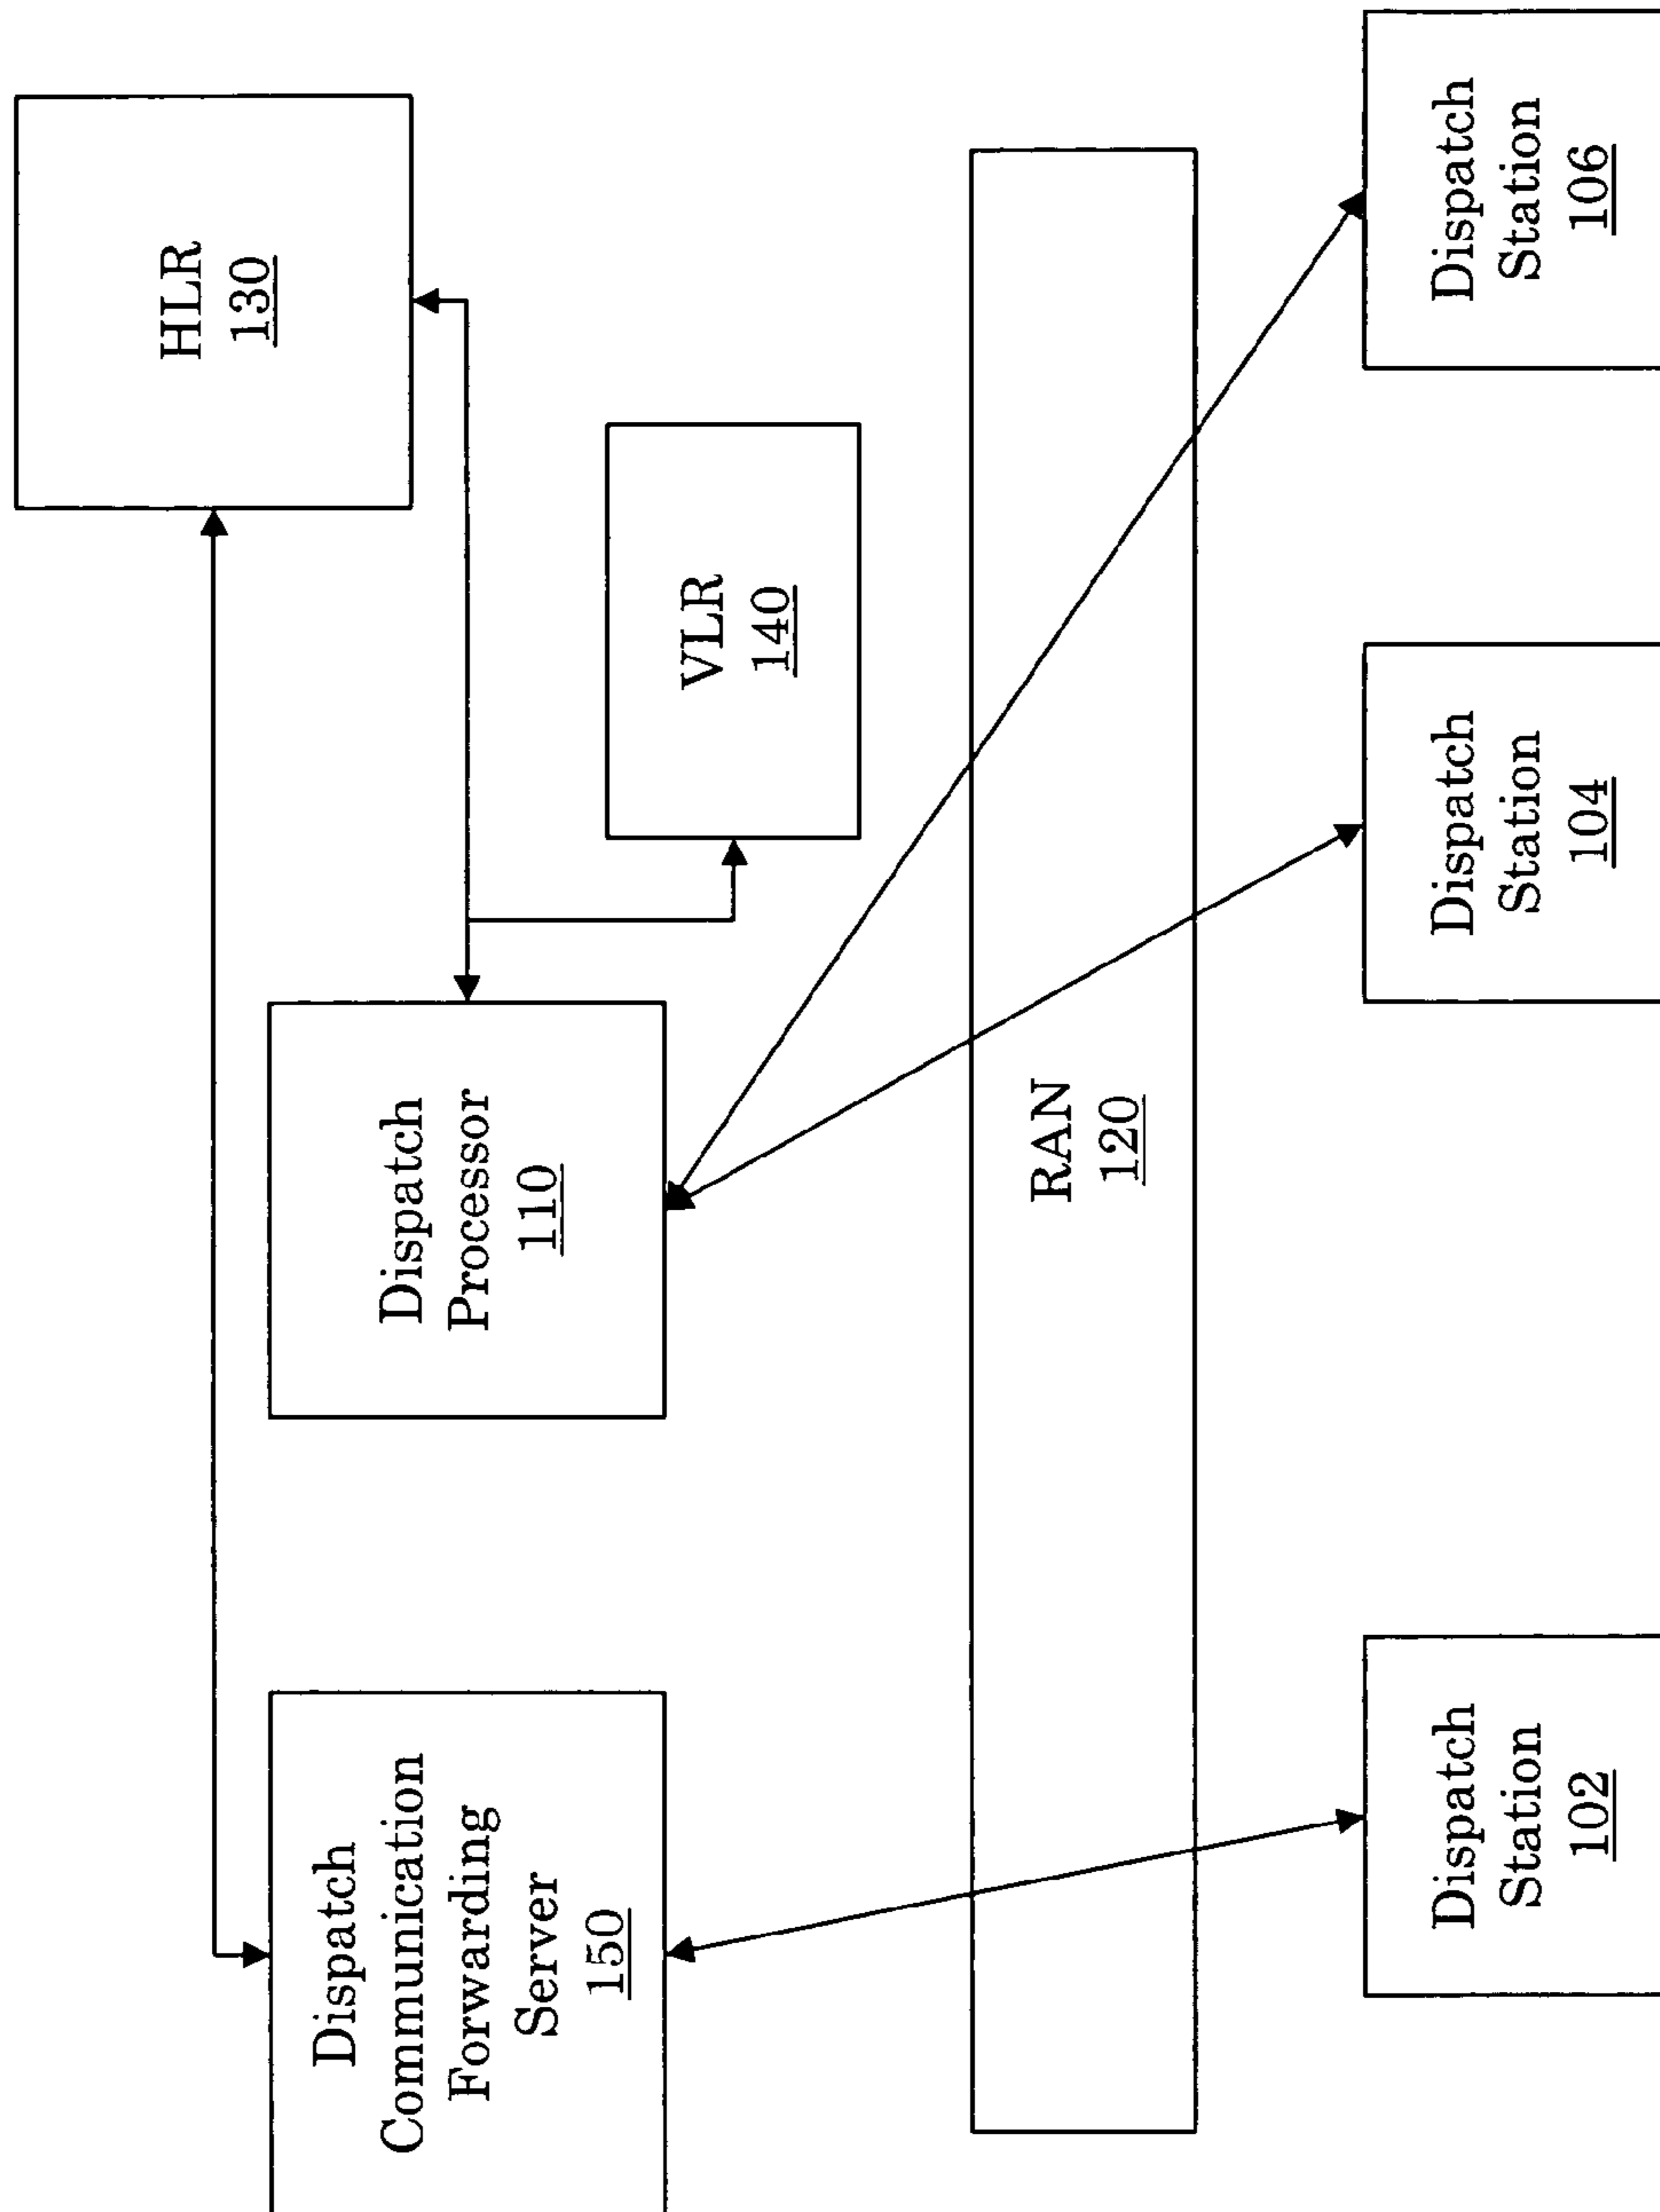 Dispatch
Communication
Forwarding
Server
150
Dispatch
Processor
110
HLR
130
VLR
140
RAN
120
Dispatch
Station
102
Dispatch
Station
104
Dispatch
Station
106